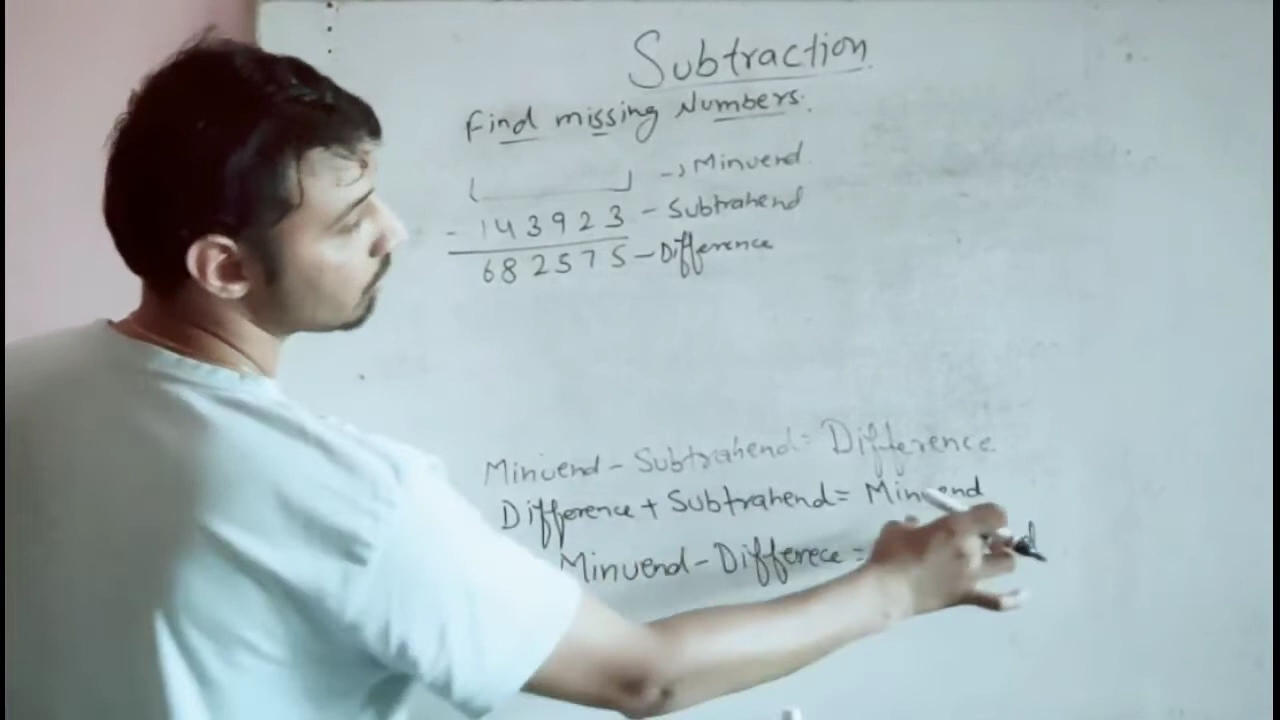 Subtraction
Find missing Numbers.
→ Minuend
- 143923 - Subtrahend
682575 - Difference
Minuend - Subtrahend = Difference
Difference + Subtrahend = Minuend
Minuend - Differece =